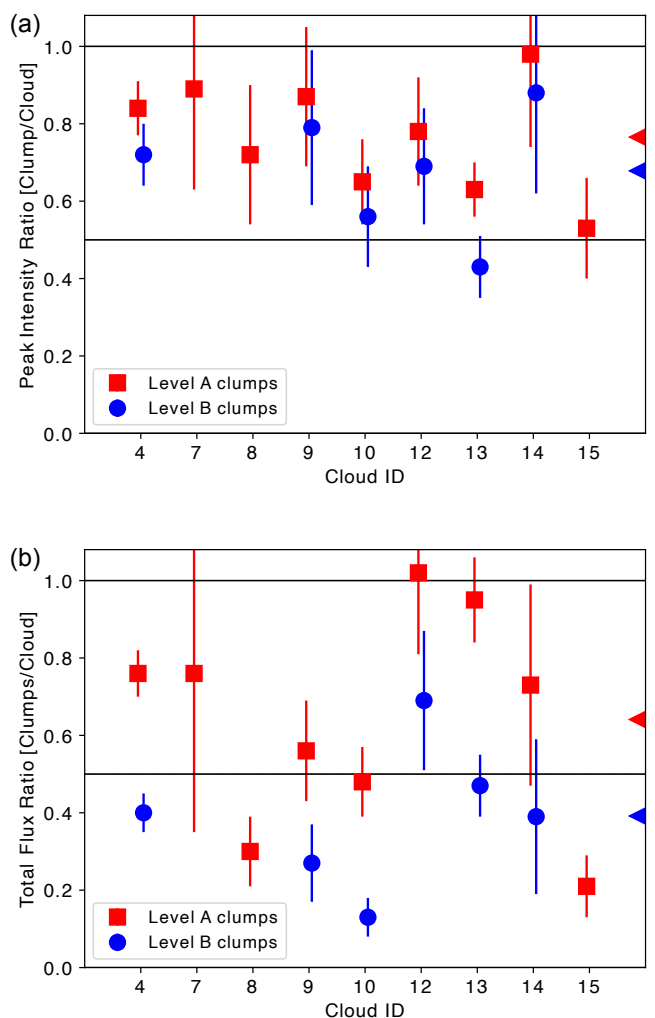 (a)
Peak Intensity Ratio [Clump/Cloud]
1.0
0.8
0.6
0.4
0.2
0.0
Level A clumps
Level B clumps
4 7 8 9 10 12 13 14 15
Cloud ID
(b)
Total Flux Ratio [Clumps/Cloud]
1.0
0.8
0.6
0.4
0.2
0.0
Level A clumps
Level B clumps
4 7 8 9 10 12 13 14 15
Cloud ID